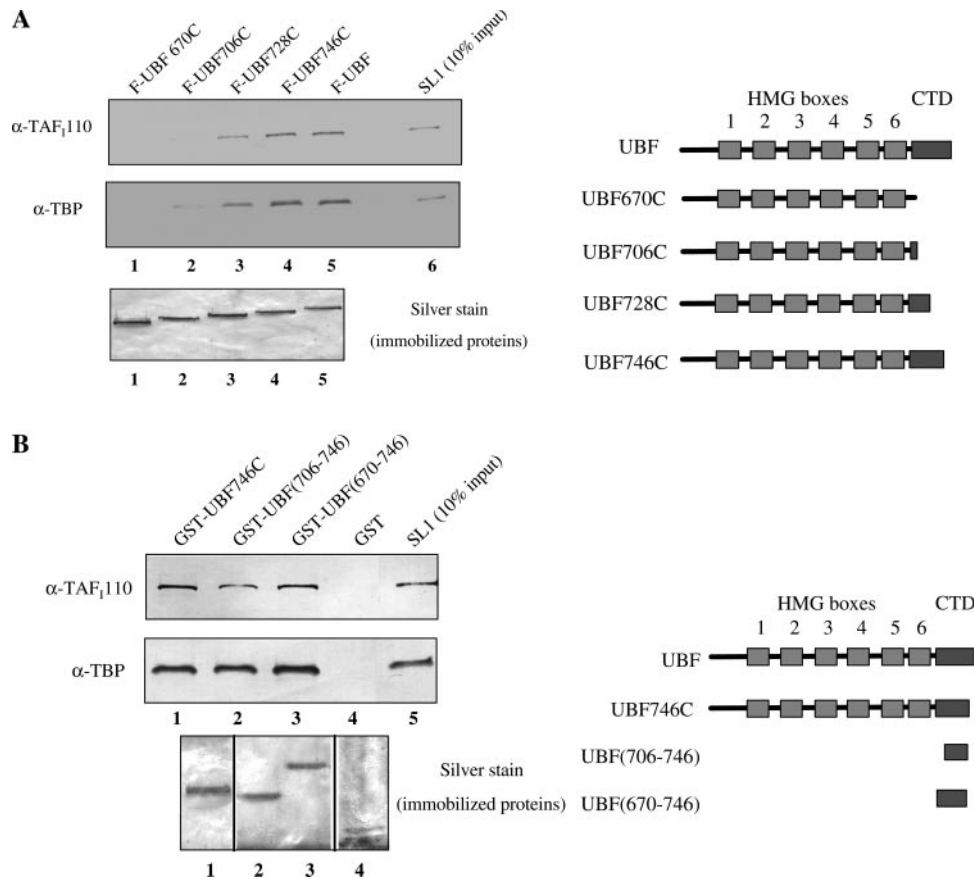 A
F-UBF 670C
F-UBF706C
F-UBF728C
F-UBF746C
F-UBF
SL1 (10% input)
α-TAFI110
α-TBP
1 2 3 4 5 6
Silver stain
(immobilized proteins)
1 2 3 4 5
HMG boxes CTD
1 2 3 4 5 6
UBF
UBF670C
UBF706C
UBF728C
UBF746C
B
GST-UBF746C
GST-UBF(706-746)
GST-UBF(670-746)
GST
SL1 (10% input)
α-TAFI110
α-TBP
1 2 3 4 5
Silver stain
(immobilized proteins)
1 2 3 4
HMG boxes CTD
1 2 3 4 5 6
UBF
UBF746C
UBF(706-746)
UBF(670-746)